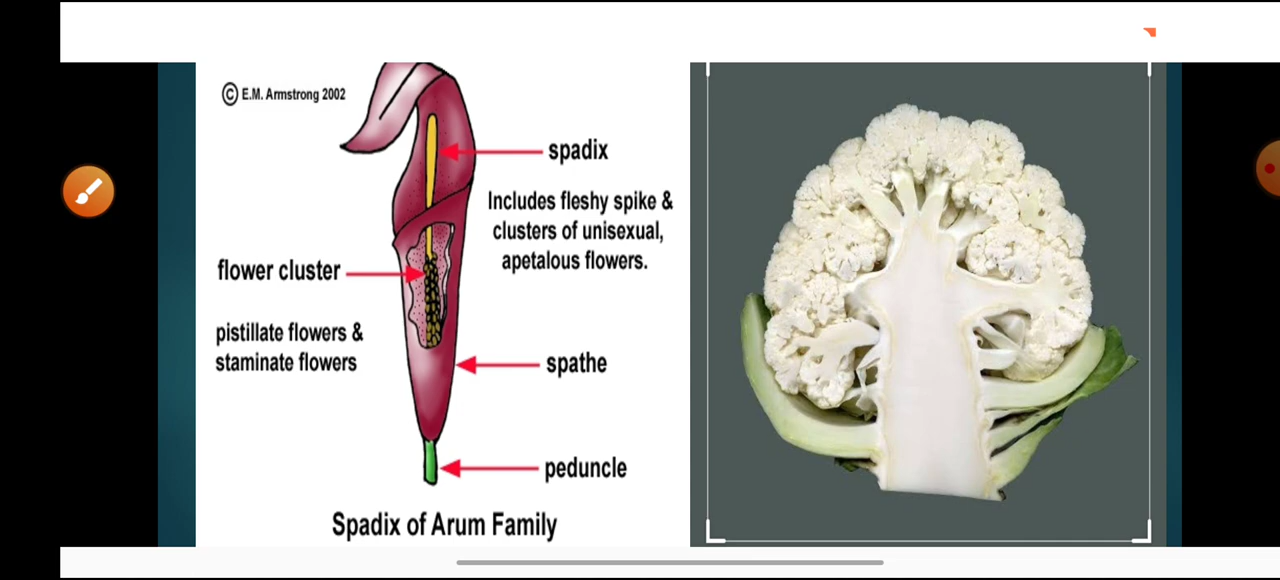 © E.M. Armstrong 2002
spadix
Includes fleshy spike &
clusters of unisexual,
apetalous flowers.
flower cluster
pistillate flowers &
staminate flowers
spathe
peduncle
Spadix of Arum Family